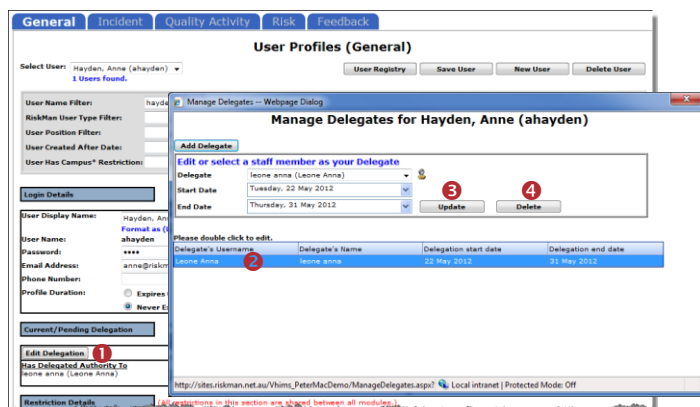 General Incident Quality Activity Risk Feedback
User Profiles (General)
Select User: Hayden, Anne (ahayden)
1 Users found.
User Registry Save User New User Delete User
User Name Filter: hayde
RiskMan User Type Filter:
User Position Filter:
User Created After Date:
User Has Campus* Restriction:
Login Details
User Display Name: Hayden, An
Format as (L
User Name: ahayden
Password: ••••
Email Address: anne@riskm
Phone Number:
Profile Duration: Expires
Never Ex
Current/Pending Delegation
Edit Delegation 1
Has Delegated Authority To
leone anna (Leone Anna)
Restriction Details (All restrictions in this section are shared between all modules.)
Manage Delegates -- Webpage Dialog
Manage Delegates for Hayden, Anne (ahayden)
Add Delegate
Edit or select a staff member as your Delegate
Delegate leone anna (Leone Anna)
Start Date Tuesday, 22 May 2012
End Date Thursday, 31 May 2012
3 4
Update Delete
Please double click to edit.
Delegate's Username Delegate's Name Delegation start date Delegation end date
Leone Anna 2 leone anna 22 May 2012 31 May 2012
http://sites.riskman.net.au/Vhims_PeterMacDemo/ManageDelegates.aspx? Local intranet | Protected Mode: Off